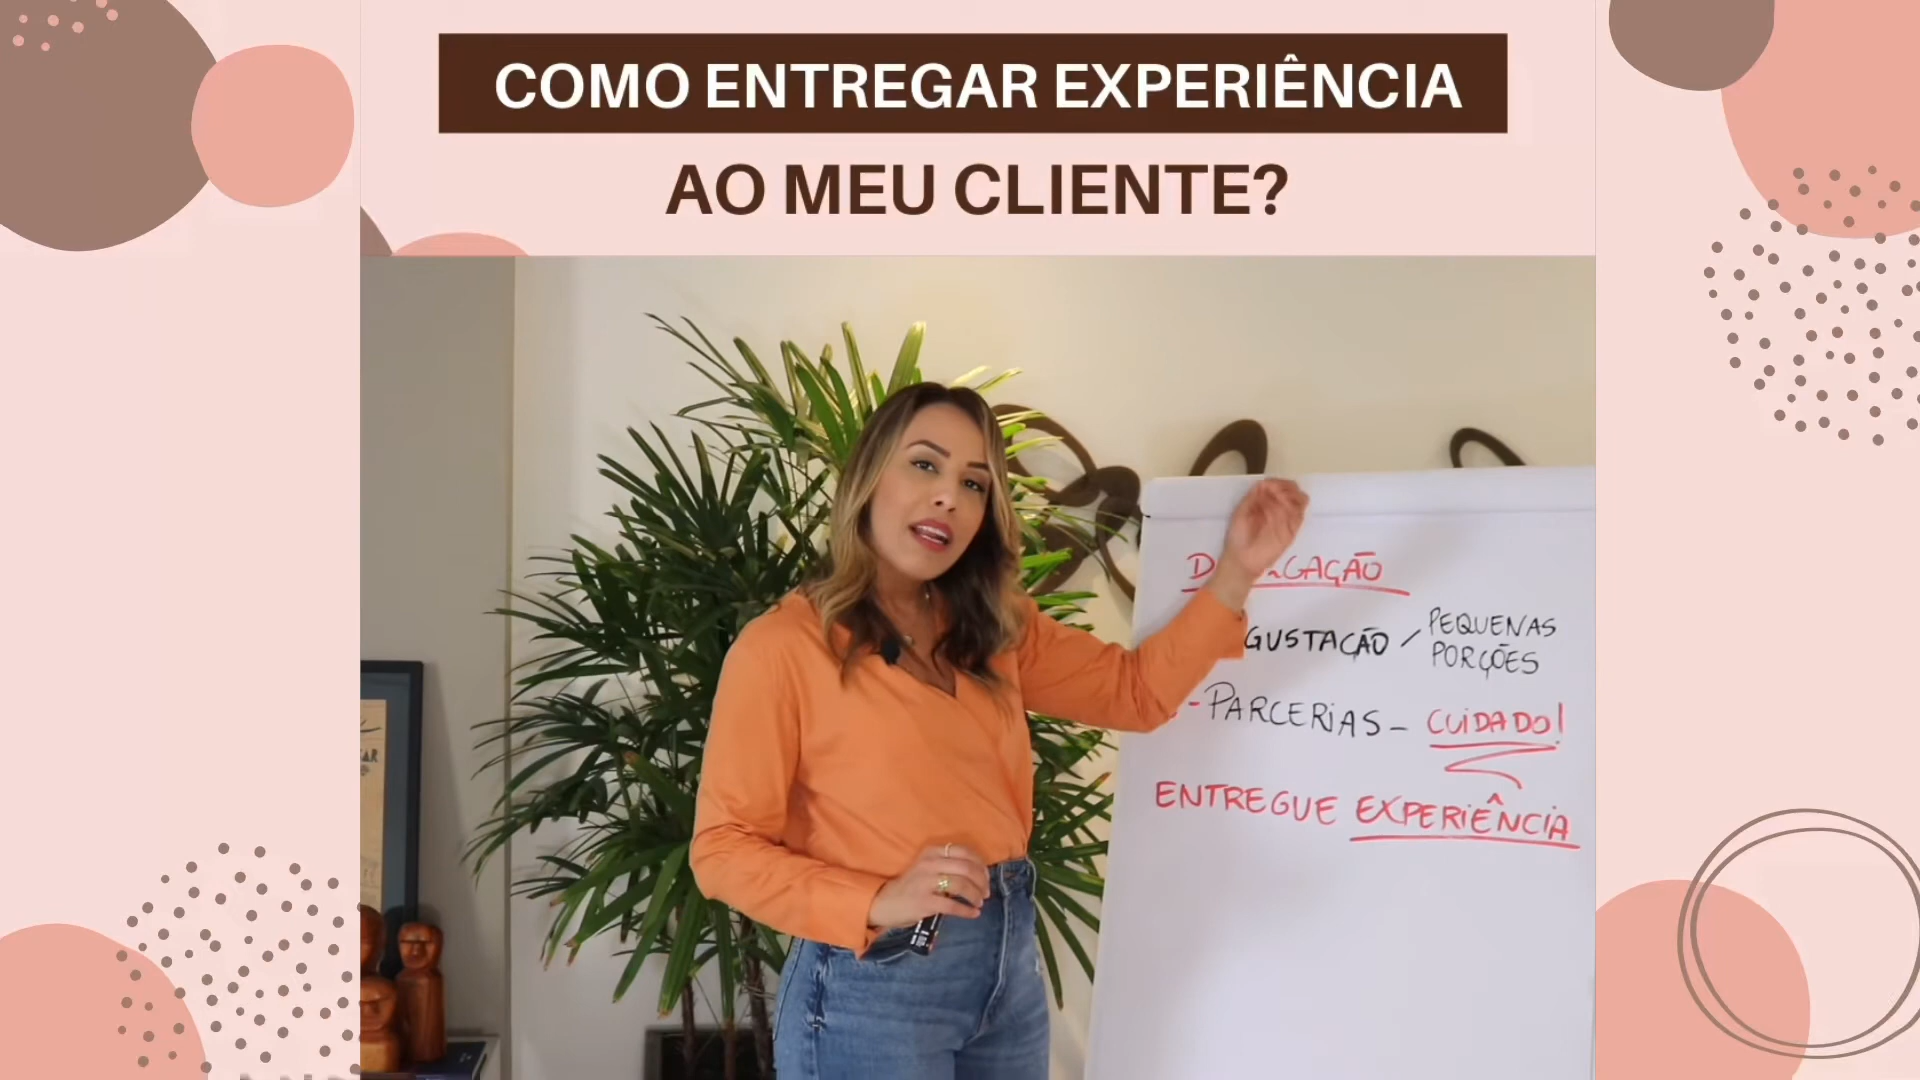 COMO ENTREGAR EXPERIÊNCIA
AO MEU CLIENTE?
GUSTAÇÃO / PEQUENAS
PORÇÕES
- PARCERIAS - CUIDADO!
ENTREGUE EXPERIÊNCIA